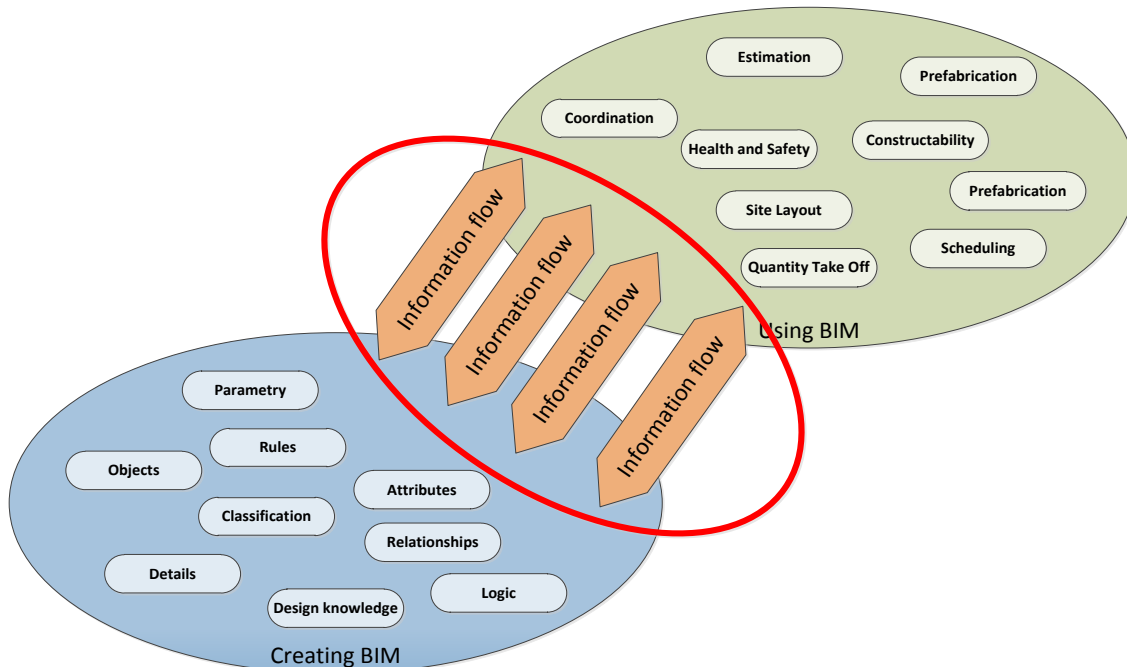 Estimation
Prefabrication
Coordination
Constructability
Health and Safety
Prefabrication
Site Layout
Scheduling
Quantity Take Off
Using BIM
Information flow
Information flow
Information flow
Information flow
Parametry
Rules
Objects
Attributes
Classification
Relationships
Details
Logic
Design knowledge
Creating BIM